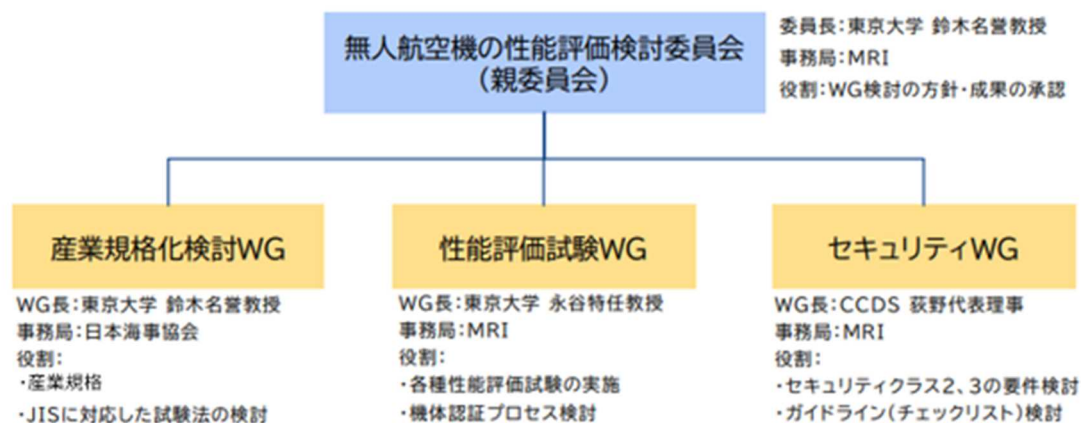 無人航空機の性能評価検討委員会
(親委員会)
委員長:東京大学 鈴木名誉教授
事務局:MRI
役割:WG検討の方針・成果の承認
産業規格化検討WG
WG長:東京大学 鈴木名誉教授
事務局:日本海事協会
役割:
・産業規格
・JISに対応した試験法の検討
性能評価試験WG
WG長:東京大学 永谷特任教授
事務局:MRI
役割:
・各種性能評価試験の実施
・機体認証プロセス検討
セキュリティWG
WG長:CCDS 荻野代表理事
事務局:MRI
役割:
・セキュリティクラス2、3の要件検討
・ガイドライン(チェックリスト)検討